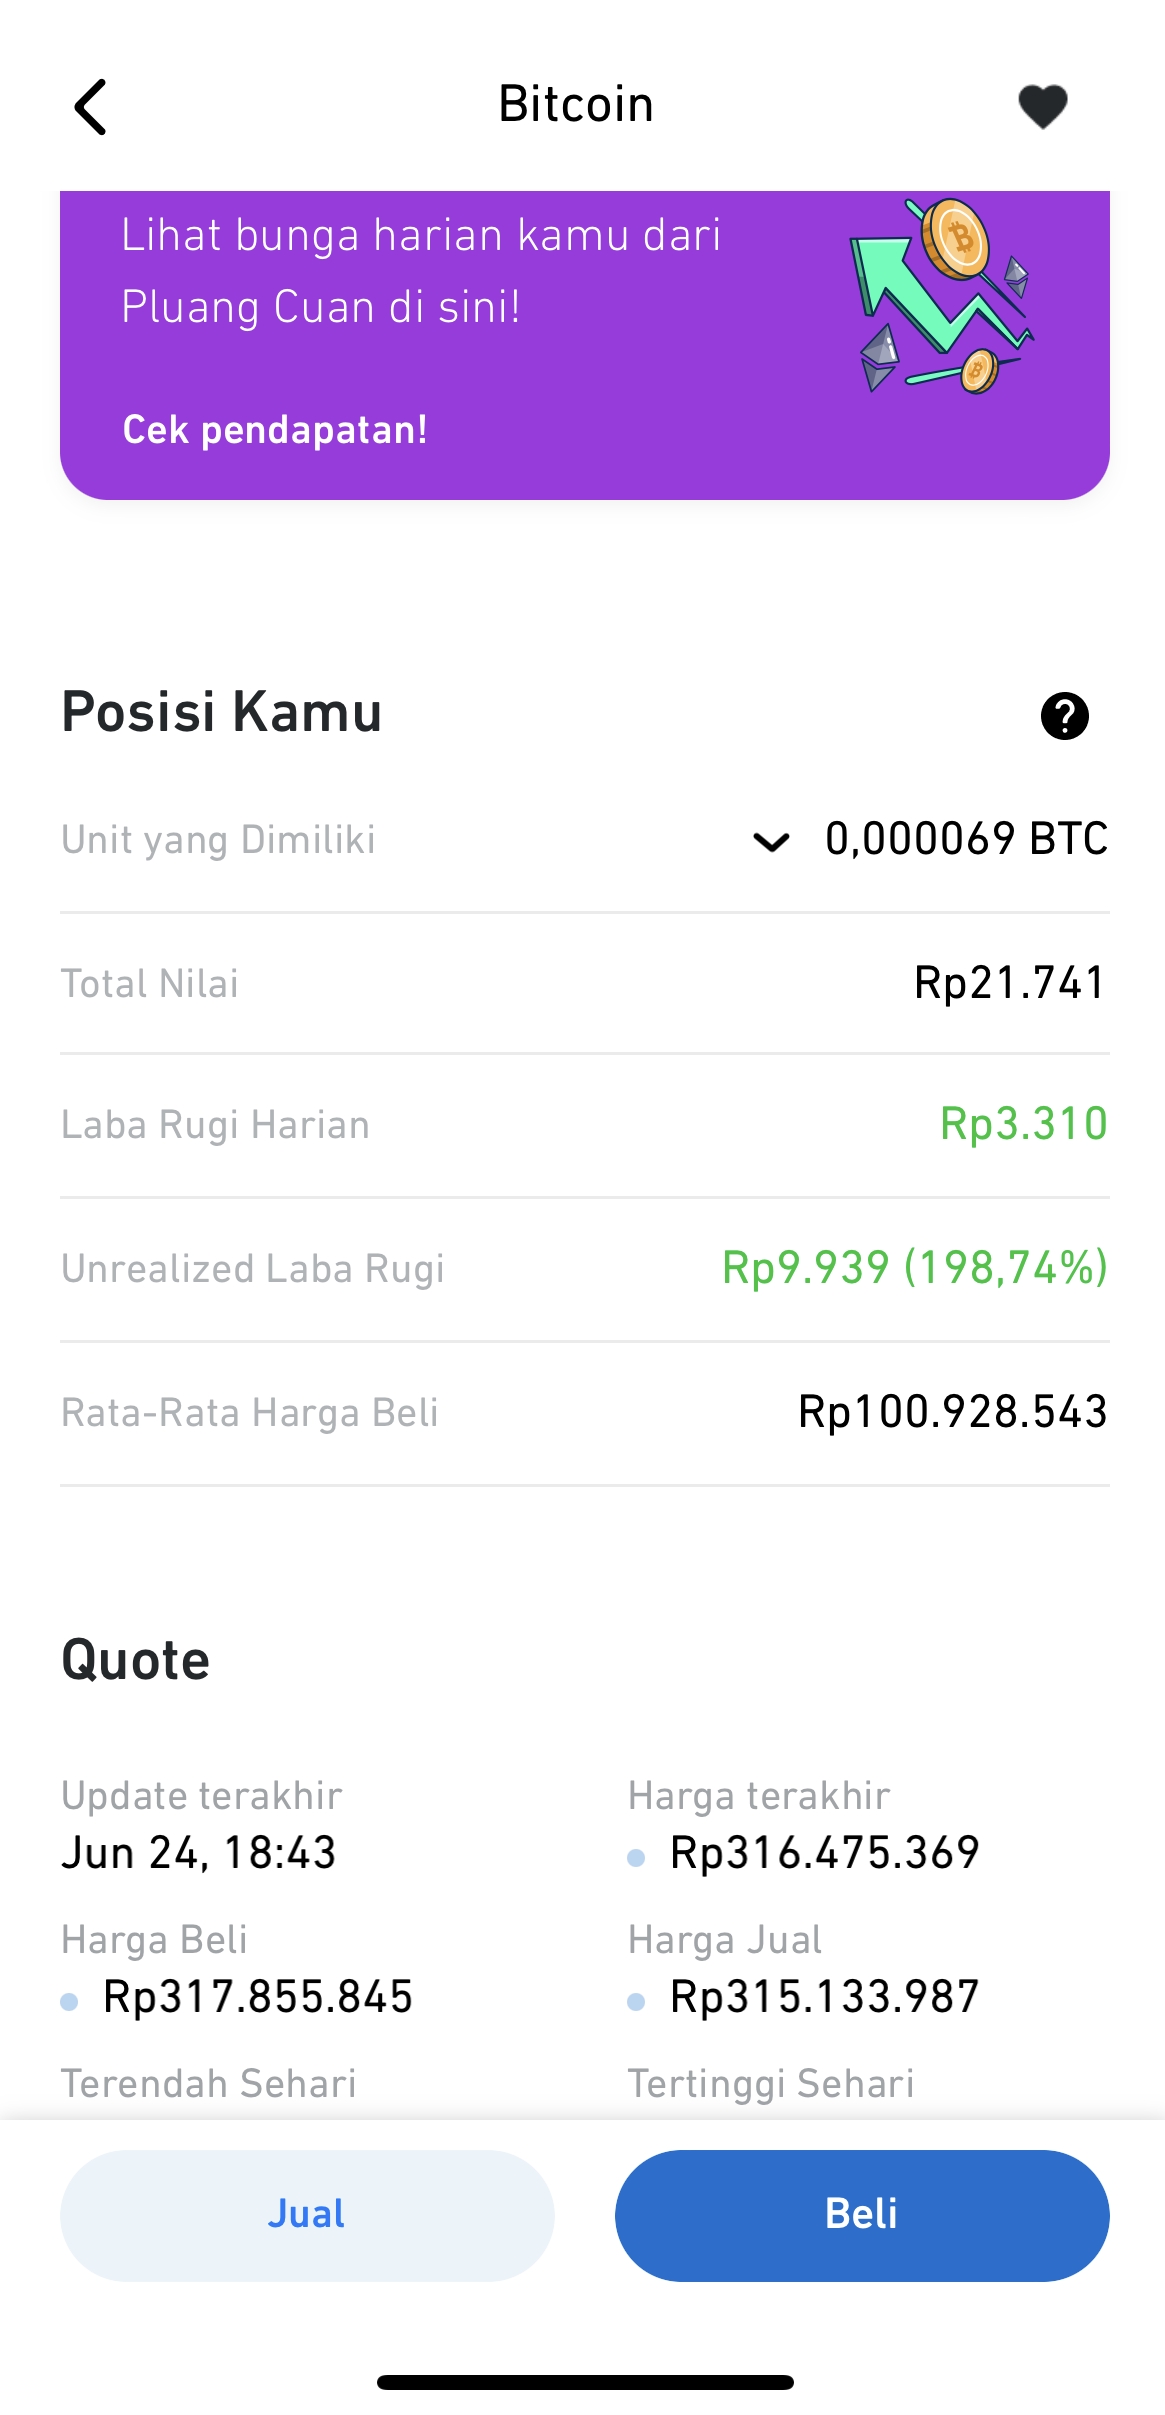 Bitcoin
Lihat bunga harian kamu dari
Pluang Cuan di sini!
Cek pendapatan!
Posisi Kamu
Unit yang Dimiliki 0,000069 BTC
Total Nilai Rp21.741
Laba Rugi Harian Rp3.310
Unrealized Laba Rugi Rp9.939 (198,74%)
Rata-Rata Harga Beli Rp100.928.543
Quote
Update terakhir Harga terakhir
Jun 24, 18:43 Rp316.475.369
Harga Beli Harga Jual
Rp317.855.845 Rp315.133.987
Terendah Sehari Tertinggi Sehari
Jual Beli